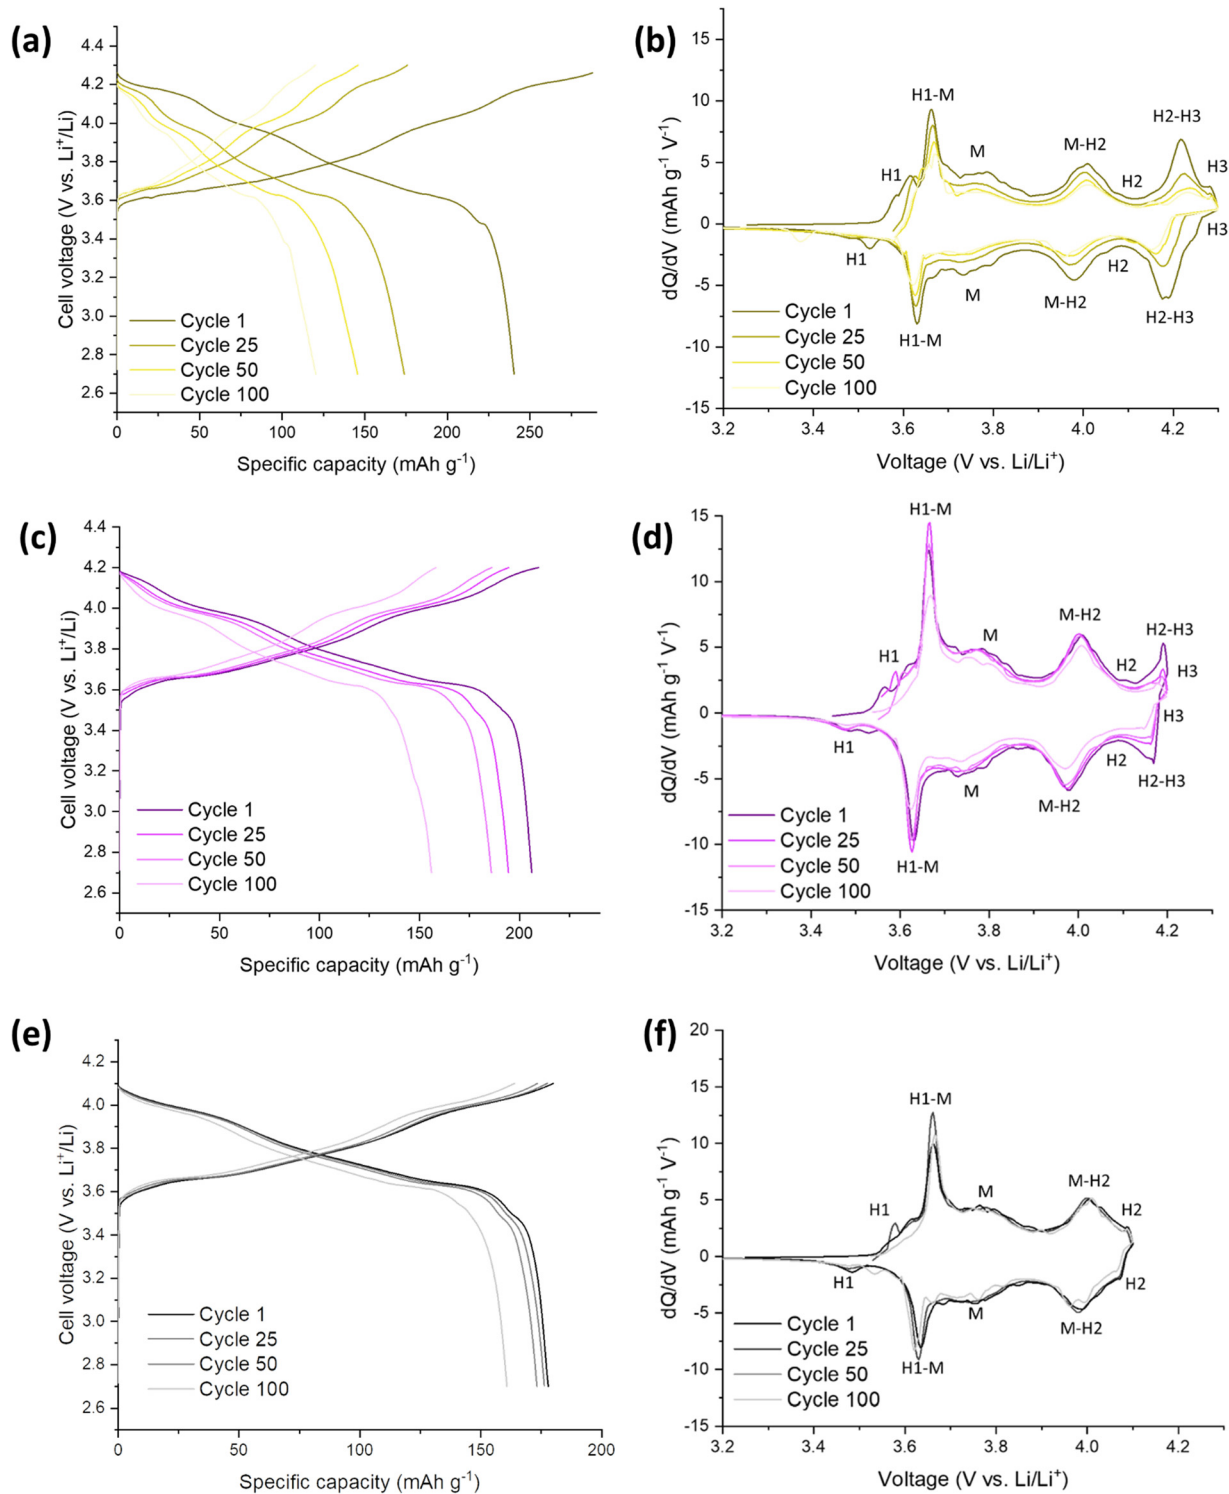 (a)
4.4
4.2
4.0
3.8
3.6
3.4
3.2
3.0
2.8
2.6
Cell voltage (V vs. Li⁺/Li)
Cycle 1
Cycle 25
Cycle 50
Cycle 100
0 50 100 150 200 250
Specific capacity (mAh g⁻¹)
(b)
15
10
5
0
-5
-10
-15
dQ/dV (mAh g⁻¹ V⁻¹)
H1-M
H2-H3
M
M-H2
H1
H2
H3
H3
H1
H2
M
M-H2
H2-H3
H1-M
Cycle 1
Cycle 25
Cycle 50
Cycle 100
3.2 3.4 3.6 3.8 4.0 4.2
Voltage (V vs. Li/Li⁺)
(c)
4.4
4.2
4.0
3.8
3.6
3.4
3.2
3.0
2.8
2.6
Cell voltage (V vs. Li⁺/Li)
Cycle 1
Cycle 25
Cycle 50
Cycle 100
0 50 100 150 200
Specific capacity (mAh g⁻¹)
(d)
15
10
5
0
-5
-10
-15
dQ/dV (mAh g⁻¹ V⁻¹)
H1-M
M-H2
H2-H3
M
H1
H2
H3
H3
H1
H2
M
H2-H3
M-H2
H1-M
Cycle 1
Cycle 25
Cycle 50
Cycle 100
3.2 3.4 3.6 3.8 4.0 4.2
Voltage (V vs. Li/Li⁺)
(e)
4.2
4.0
3.8
3.6
3.4
3.2
3.0
2.8
2.6
Cell voltage (V vs. Li⁺/Li)
Cycle 1
Cycle 25
Cycle 50
Cycle 100
0 50 100 150 200
Specific capacity (mAh g⁻¹)
(f)
20
15
10
5
0
-5
-10
-15
dQ/dV (mAh g⁻¹ V⁻¹)
H1-M
M-H2
M
H1
H2
H1
H2
M
M-H2
H1-M
Cycle 1
Cycle 25
Cycle 50
Cycle 100
3.2 3.4 3.6 3.8 4.0 4.2
Voltage (V vs. Li/Li⁺)